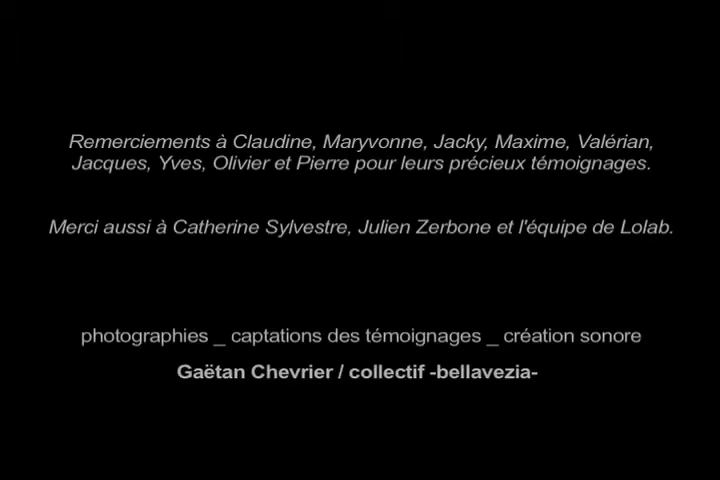 Remerciements à Claudine, Maryvonne, Jacky, Maxime, Valérian,
Jacques, Yves, Olivier et Pierre pour leurs précieux témoignages.
Merci aussi à Catherine Sylvestre, Julien Zerbone et l'équipe de Lolab.
photographies _ captations des témoignages _ création sonore
Gaëtan Chevrier / collectif -bellavezia-